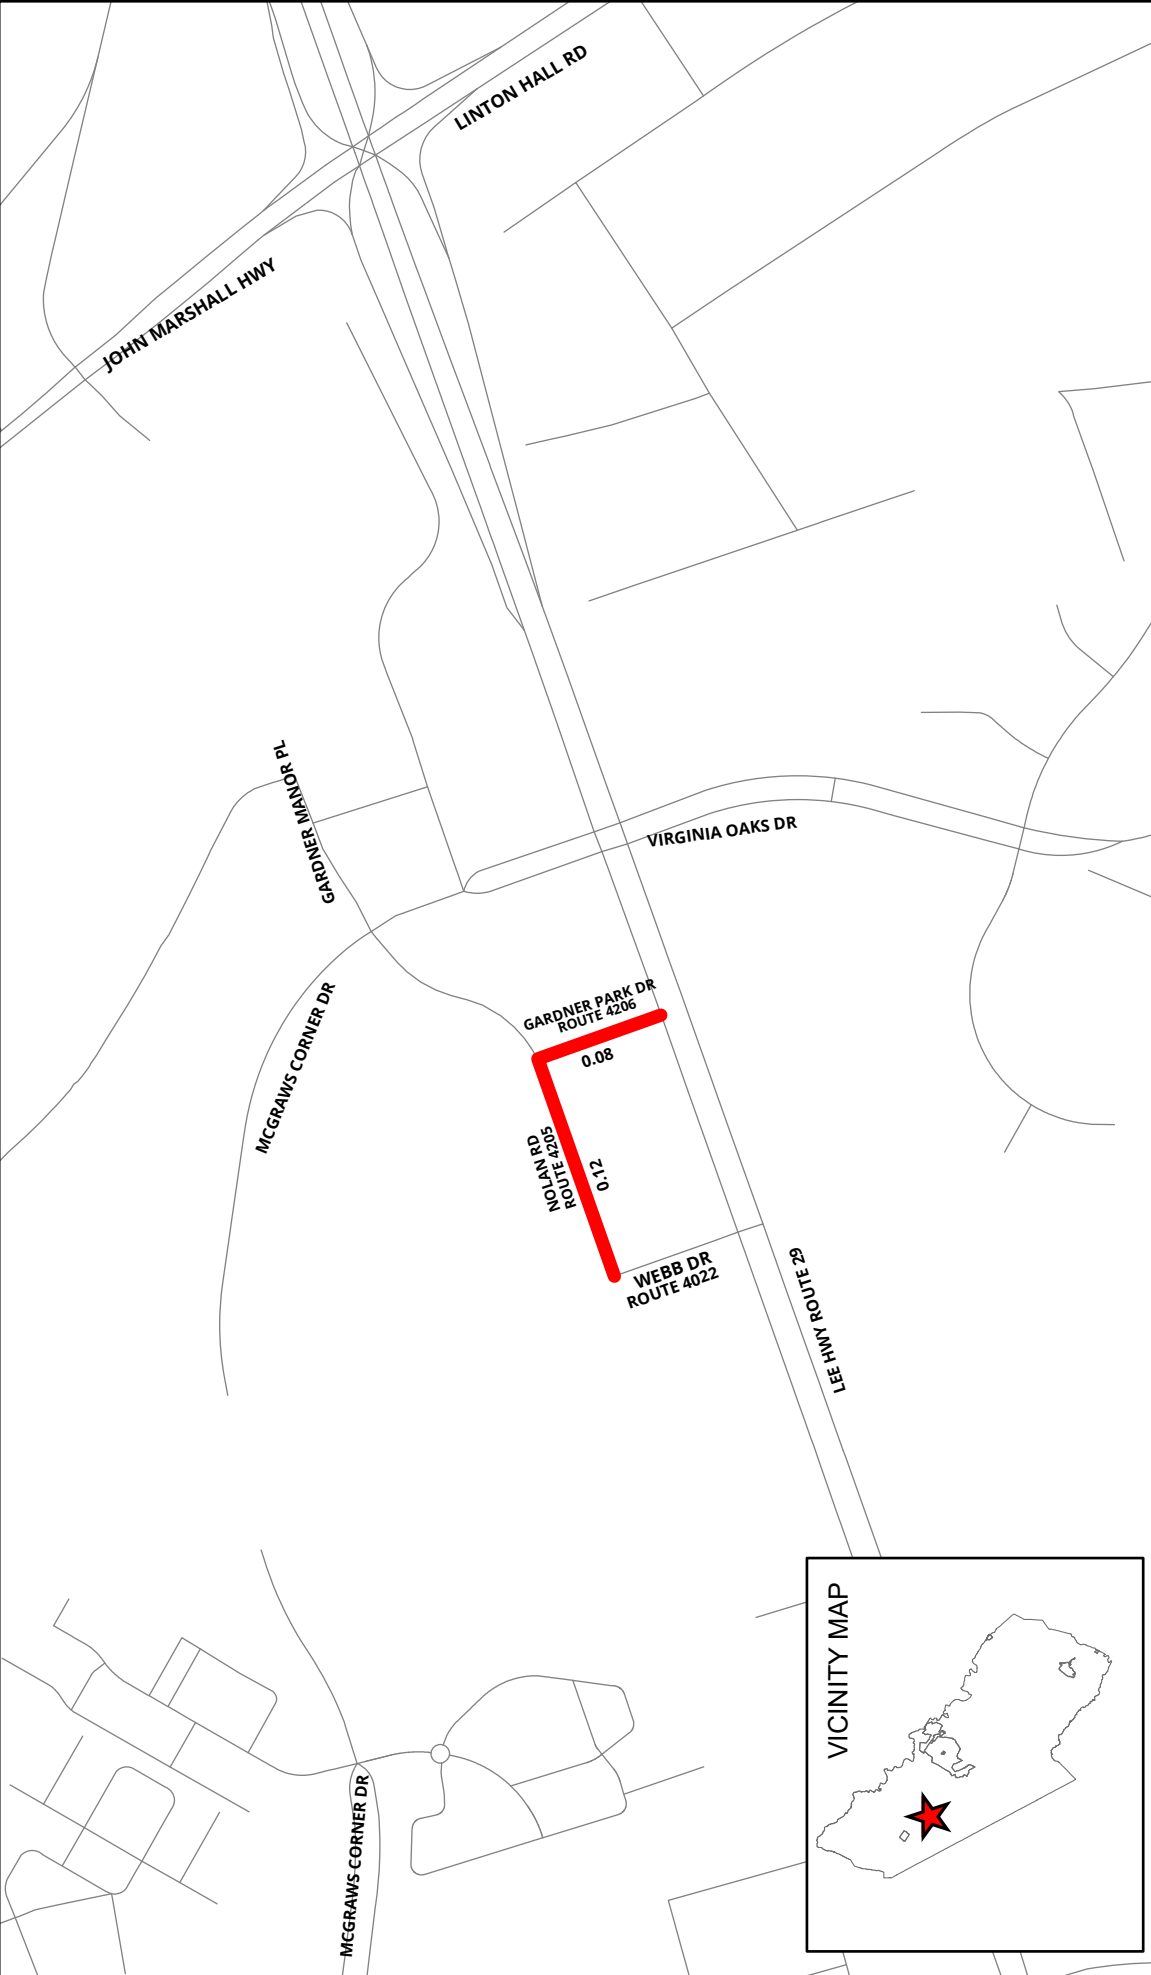 LINTON HALL RD
JOHN MARSHALL HWY
GARDNER MANOR PL
VIRGINIA OAKS DR
MCGRAWS CORNER DR
GARDNER PARK DR
ROUTE 4206
0.08
NOLAN RD
ROUTE 4205
0.12
WEBB DR
ROUTE 4022
LEE HWY ROUTE 29
VICINITY MAP
MCGRAWS CORNER DR